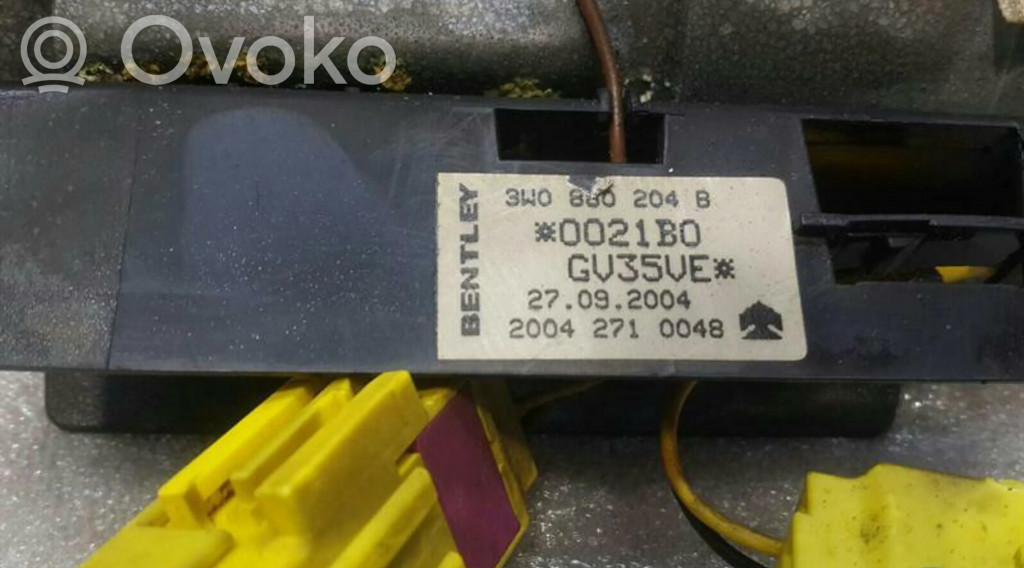 Ovoko
BENTLEY
3W0 880 204 B
*0021B0
GV35VE*
27.09.2004
2004 271 0048